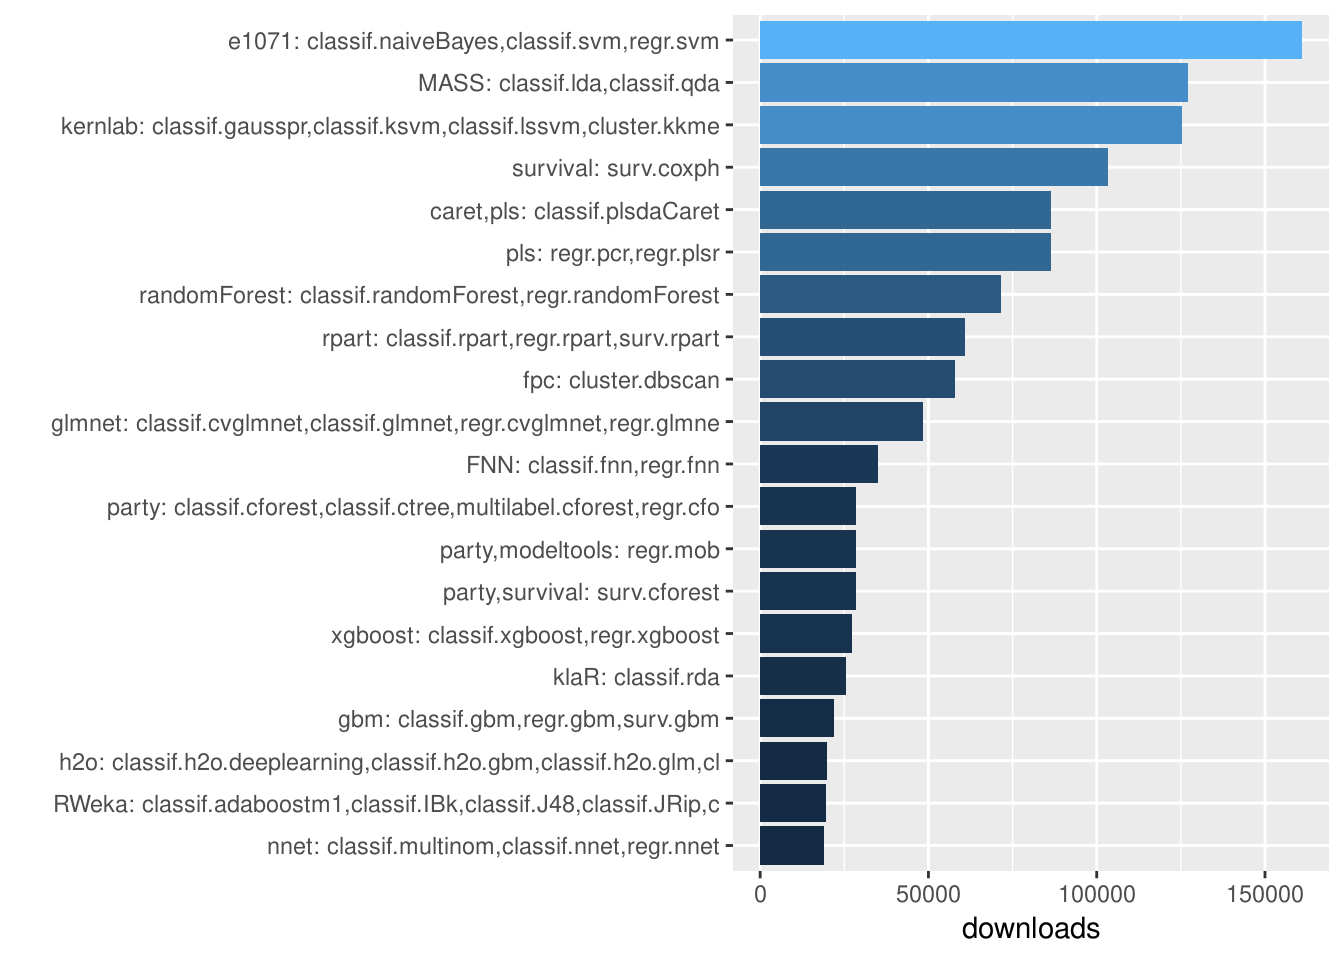 e1071: classif.naiveBayes,classif.svm,regr.svm
MASS: classif.lda,classif.qda
kernlab: classif.gausspr,classif.ksvm,classif.lssvm,cluster.kkme
survival: surv.coxph
caret,pls: classif.plsdaCaret
pls: regr.pcr,regr.plsr
randomForest: classif.randomForest,regr.randomForest
rpart: classif.rpart,regr.rpart,surv.rpart
fpc: cluster.dbscan
glmnet: classif.cvglmnet,classif.glmnet,regr.cvglmnet,regr.glmne
FNN: classif.fnn,regr.fnn
party: classif.cforest,classif.ctree,multilabel.cforest,regr.cfo
party,modeltools: regr.mob
party,survival: surv.cforest
xgboost: classif.xgboost,regr.xgboost
klaR: classif.rda
gbm: classif.gbm,regr.gbm,surv.gbm
h2o: classif.h2o.deeplearning,classif.h2o.gbm,classif.h2o.glm,cl
RWeka: classif.adaboostm1,classif.IBk,classif.J48,classif.JRip,c
nnet: classif.multinom,classif.nnet,regr.nnet
0 50000 100000 150000
downloads